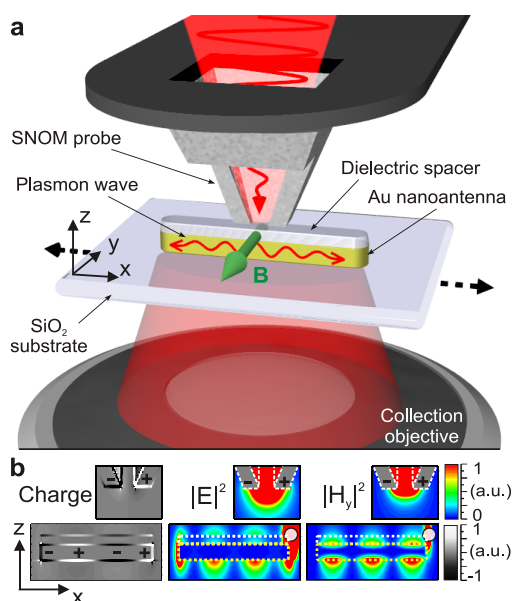 a
SNOM probe
Dielectric spacer
Plasmon wave
Au nanoantenna
z
y
x
B
SiO₂
substrate
Collection
objective
b
Charge
- +
|E|²
- +
|Hy|²
- +
1
(a.u.)
0
z
- + - +
1
(a.u.)
-1
x